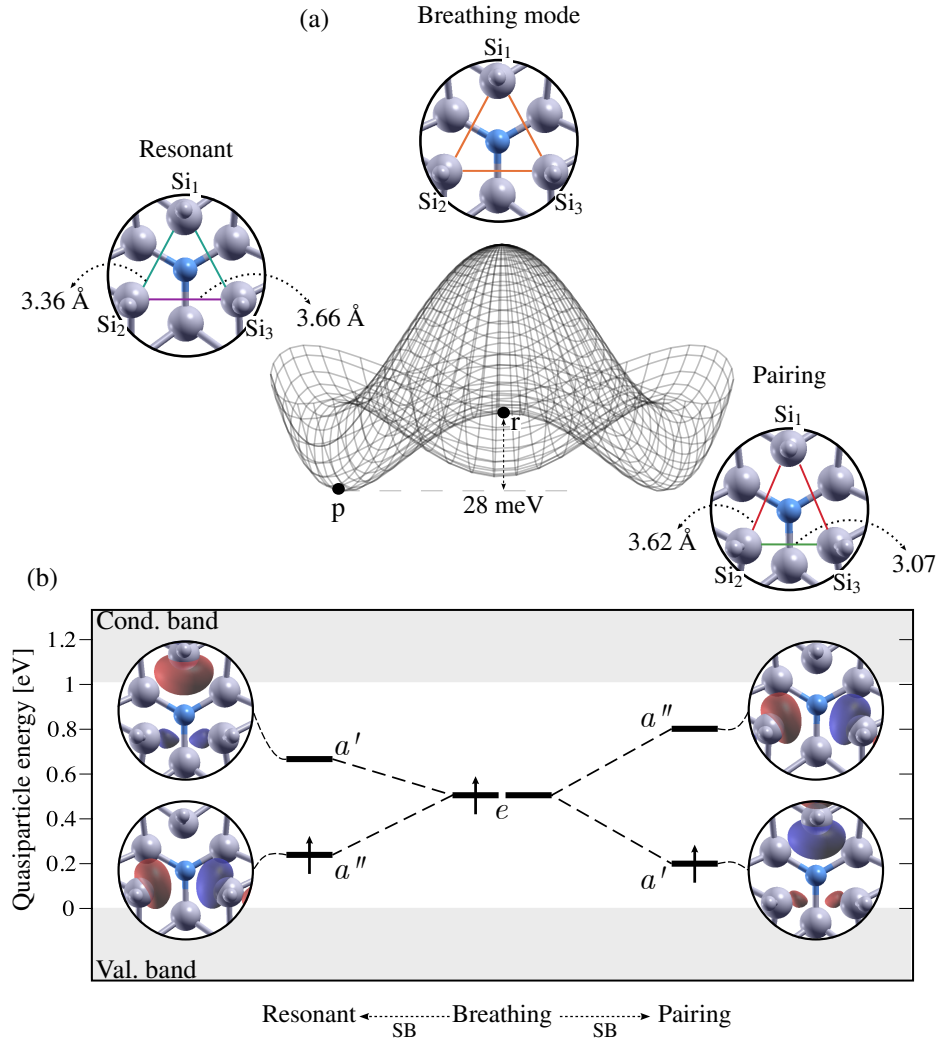 (a)
Breathing mode
Si1
Si2
Si3
Resonant
Si1
3.36 Å
Si2
Si3
3.66 Å
r
p
28 meV
Pairing
Si1
3.62 Å
Si2
Si3
3.07
(b)
Quasiparticle energy [eV]
Cond. band
1.2
1
0.8
0.6
0.4
0.2
0
a′
a″
e
a″
a′
Val. band
Resonant SB Breathing SB Pairing